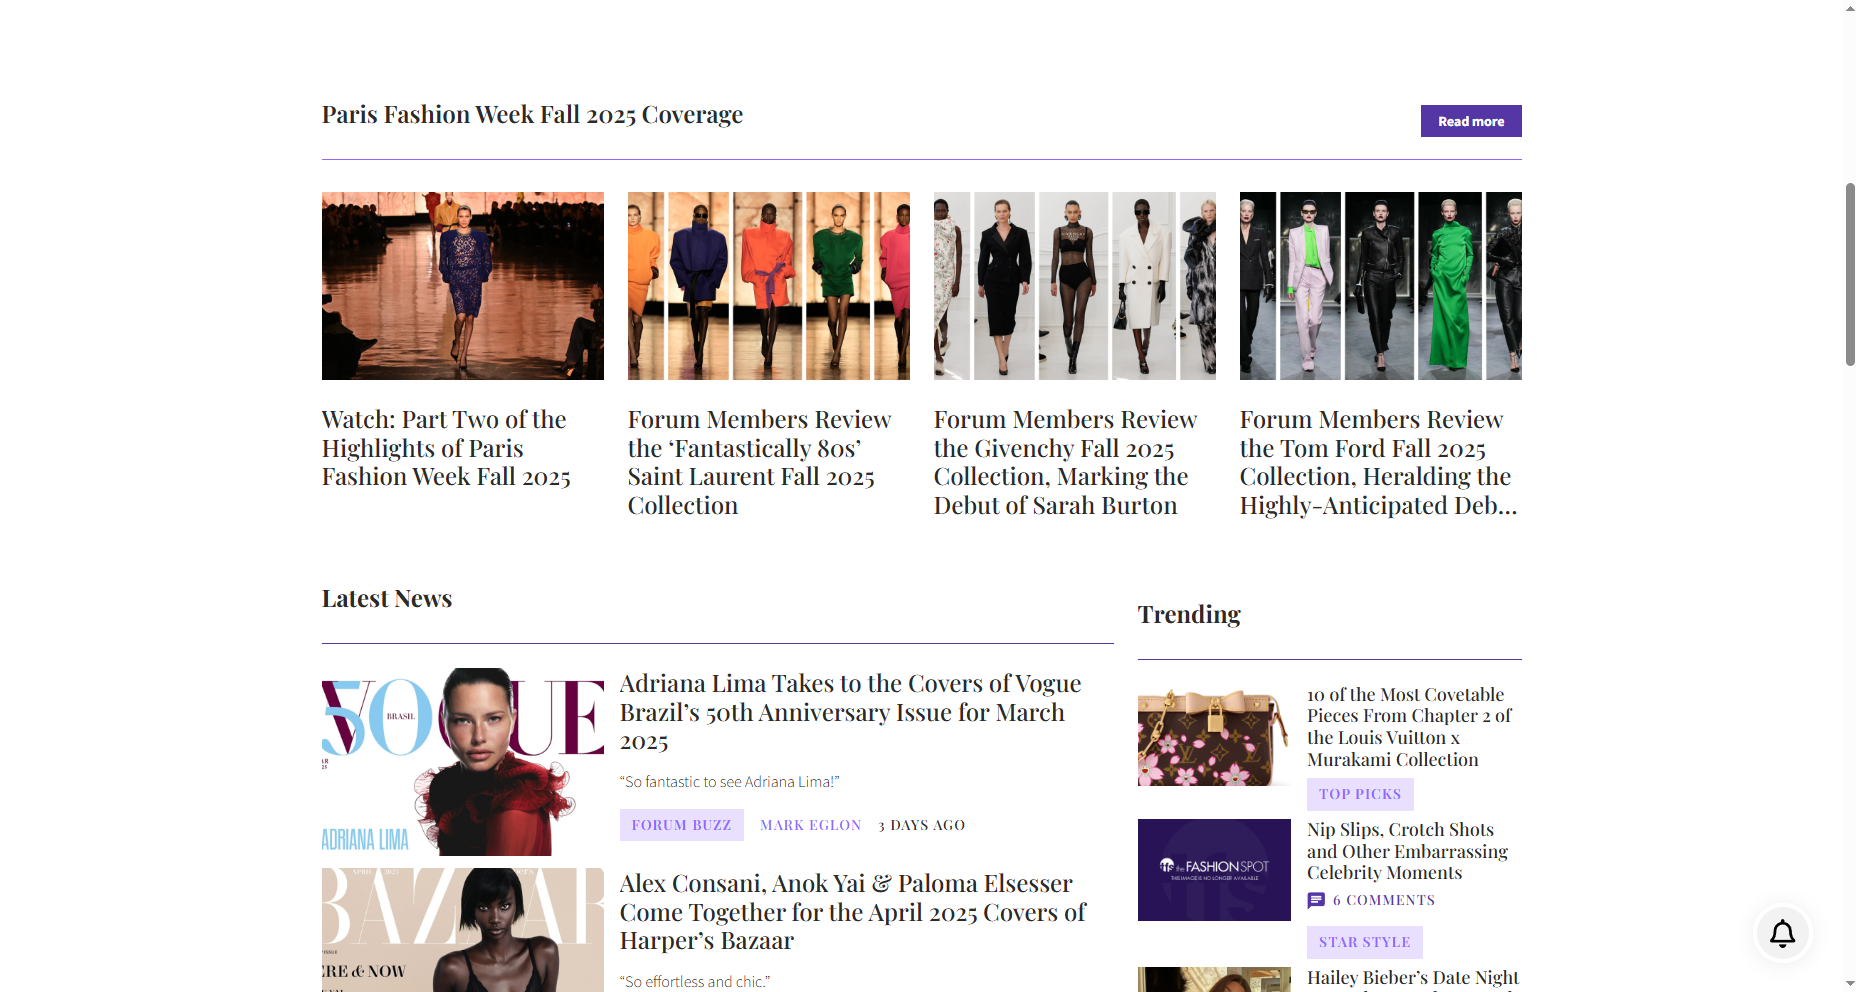 Paris Fashion Week Fall 2025 Coverage
Read more
Watch: Part Two of the
Highlights of Paris
Fashion Week Fall 2025
Forum Members Review
the ‘Fantastically 80s’
Saint Laurent Fall 2025
Collection
Forum Members Review
the Givenchy Fall 2025
Collection, Marking the
Debut of Sarah Burton
Forum Members Review
the Tom Ford Fall 2025
Collection, Heralding the
Highly-Anticipated Deb...
Latest News
VOGUE
50
BRASIL
ADRIANA LIMA
Adriana Lima Takes to the Covers of Vogue
Brazil’s 50th Anniversary Issue for March
2025
“So fantastic to see Adriana Lima!”
FORUM BUZZ
MARK EGLON
3 DAYS AGO
BAZAAR
APRIL 2025
ERE & NOW
Alex Consani, Anok Yai & Paloma Elsesser
Come Together for the April 2025 Covers of
Harper’s Bazaar
“So effortless and chic.”
Trending
10 of the Most Covetable
Pieces From Chapter 2 of
the Louis Vuitton x
Murakami Collection
TOP PICKS
tfs the FASHION SPOT
THIS IMAGE IS NO LONGER AVAILABLE
Nip Slips, Crotch Shots
and Other Embarrassing
Celebrity Moments
6 COMMENTS
STAR STYLE
Hailey Bieber’s Date Night